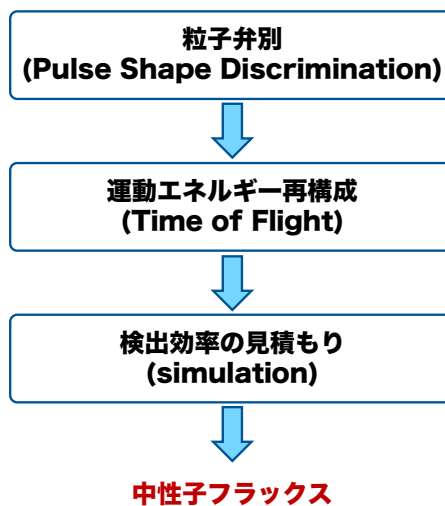 粒子弁別
(Pulse Shape Discrimination)
運動エネルギー再構成
(Time of Flight)
検出効率の見積もり
(simulation)
中性子フラックス